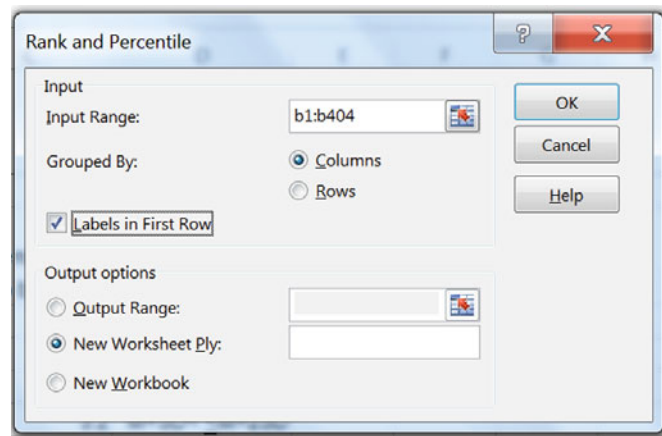 Rank and Percentile
Input
Input Range: b1:b404
Grouped By: Columns
Rows
Labels in First Row
OK
Cancel
Help
Output options
Output Range:
New Worksheet Ply:
New Workbook